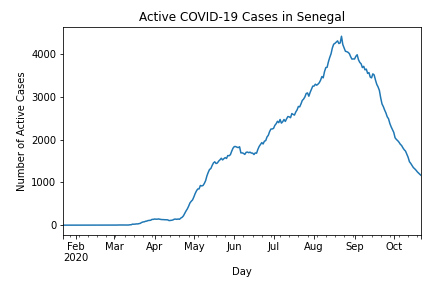 Active COVID-19 Cases in Senegal
Number of Active Cases
4000
3000
2000
1000
0
Feb Mar Apr May Jun Jul Aug Sep Oct
2020
Day